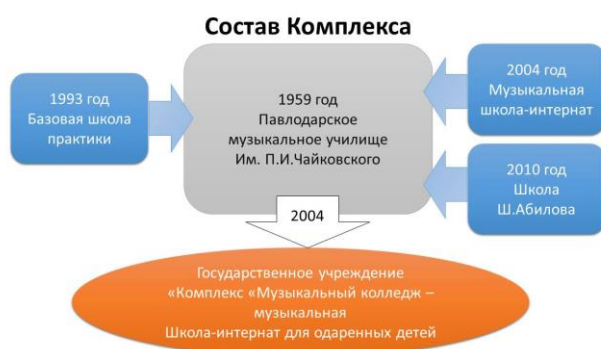 Состав Комплекса
1993 год
Базовая школа
практики
1959 год
Павлодарское
музыкальное училище
Им. П.И.Чайковского
2004 год
Музыкальная
школа-интернат
2010 год
Школа
Ш.Абилова
2004
Государственное учреждение
«Комплекс «Музыкальный колледж –
музыкальная
Школа-интернат для одаренных детей